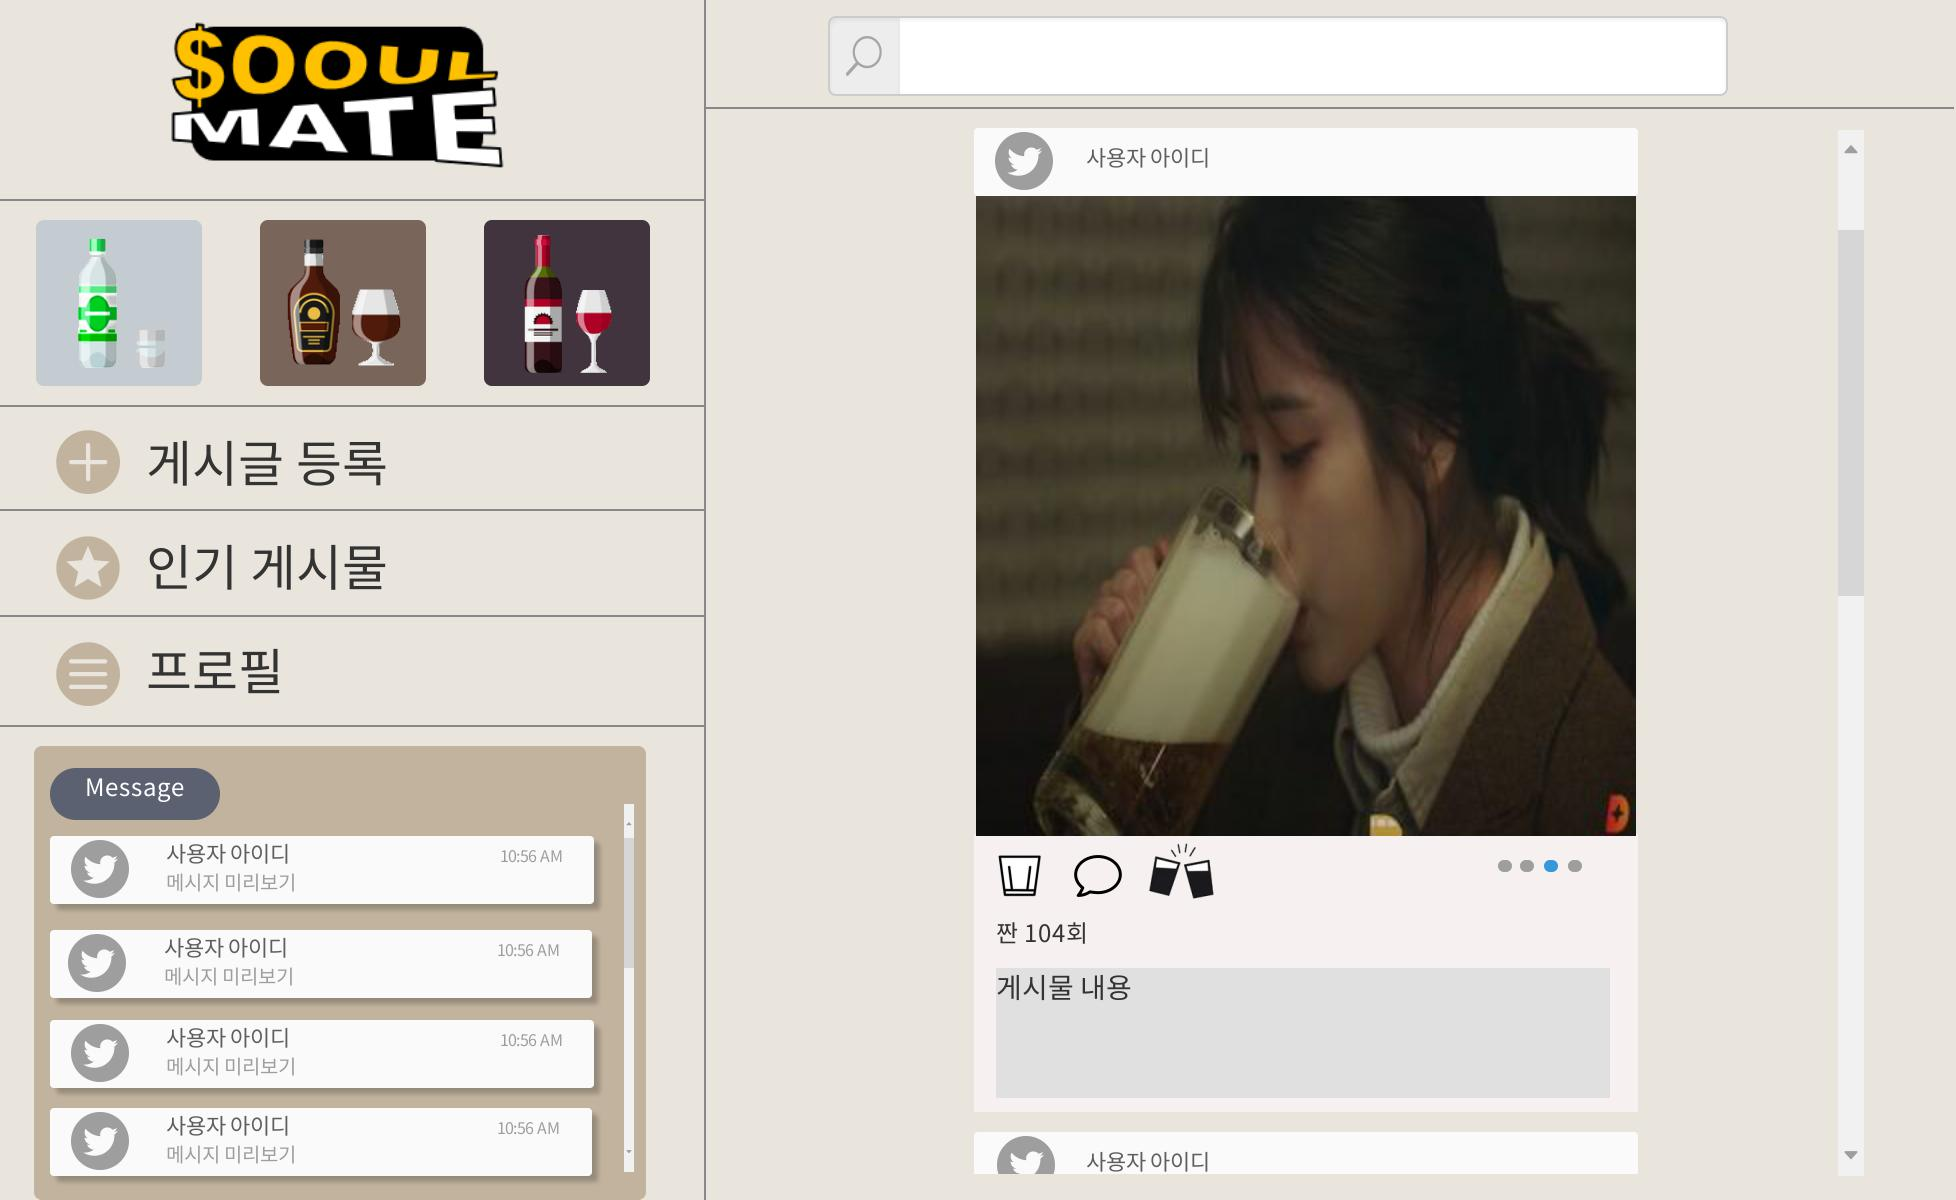 $OOUL
MATE
게시글 등록
인기 게시물
프로필
Message
사용자 아이디
10:56 AM
메시지 미리보기
사용자 아이디
10:56 AM
메시지 미리보기
사용자 아이디
10:56 AM
메시지 미리보기
사용자 아이디
10:56 AM
메시지 미리보기
사용자 아이디
짠 104회
게시물 내용
사용자 아이디